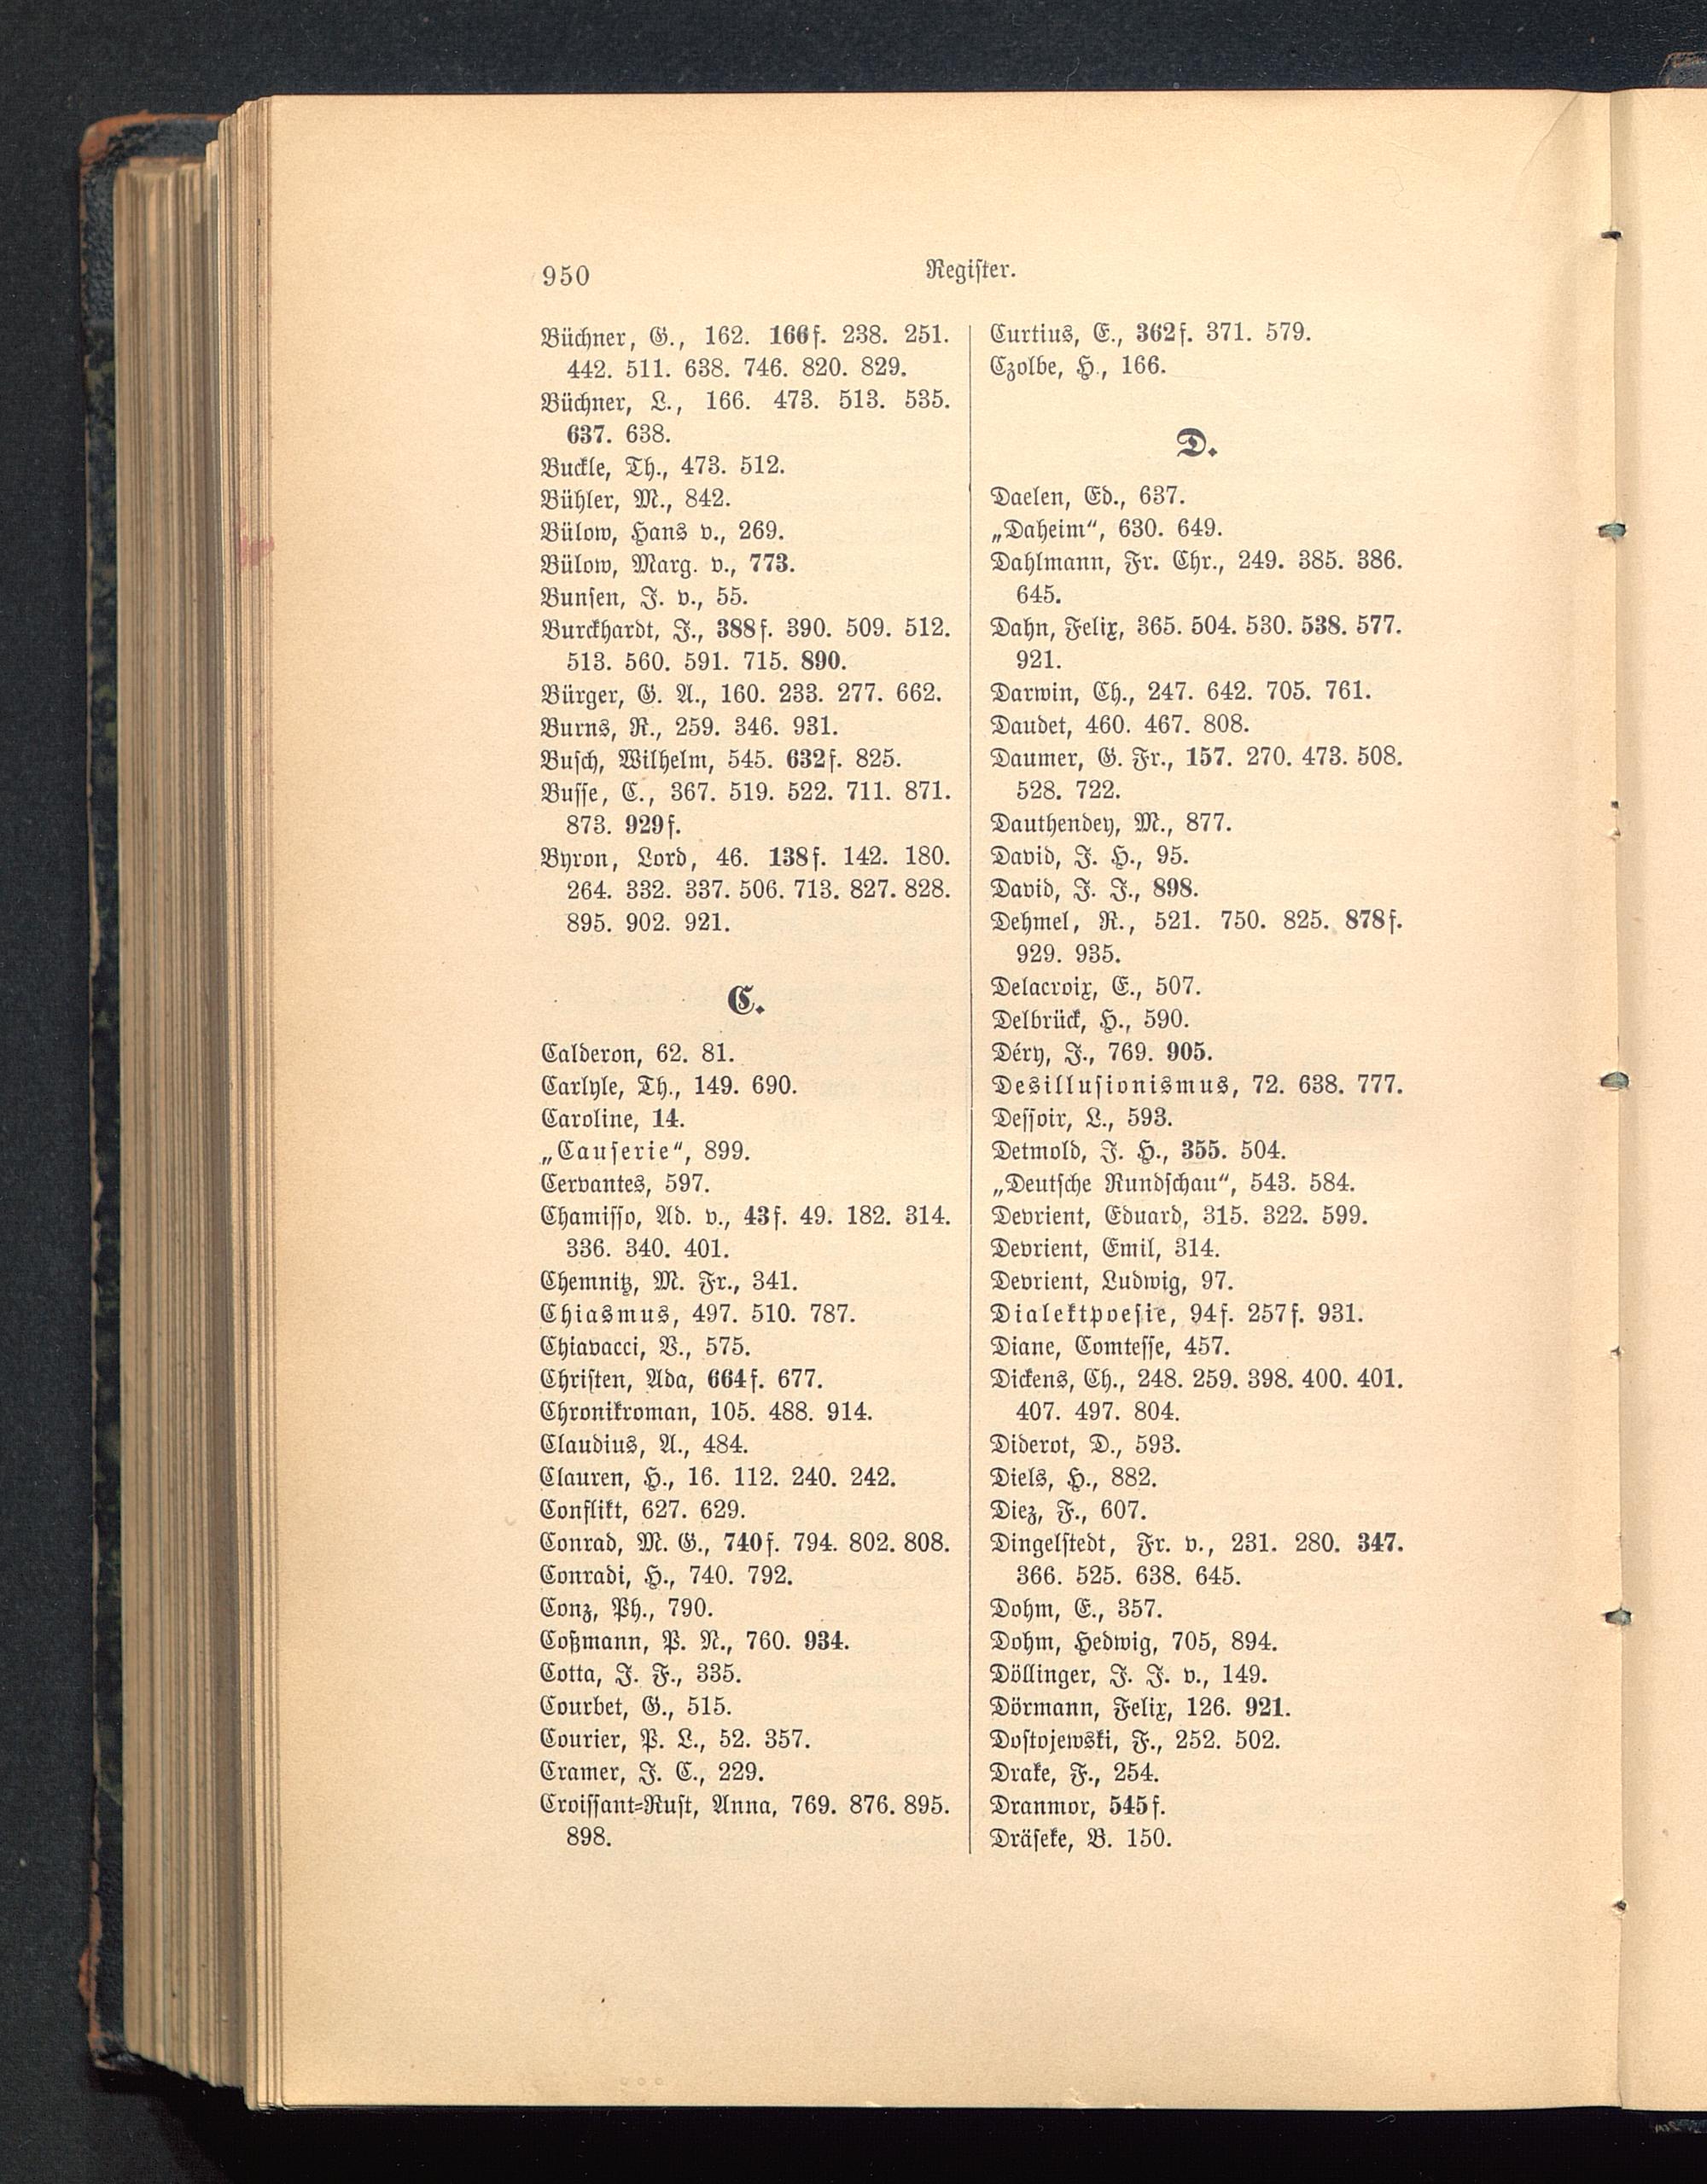 950
Register.
Büchner, G., 162. 166f. 238. 251.
442. 511. 638. 746. 820. 829.
Büchner, L., 166. 473. 513. 535.
637. 638.
Buckle, Th., 473. 512.
Bühler, M., 842.
Bülow, Hans v., 269.
Bülow, Marg. v., 773.
Bunsen, J. v., 55.
Burckhardt, J., 388f. 390. 509. 512.
513. 560. 591. 715. 890.
Bürger, G. A., 160. 233. 277. 662.
Burns, R., 259. 346. 931.
Busch, Wilhelm, 545. 632f. 825.
Busse, C., 367. 519. 522. 711. 871.
873. 929f.
Byron, Lord, 46. 138f. 142. 180.
264. 332. 337. 506. 713. 827. 828.
895. 902. 921.
C.
Calderon, 62. 81.
Carlyle, Th., 149. 690.
Caroline, 14.
„Causerie“, 899.
Cervantes, 597.
Chamisso, Ad. v., 43f. 49. 182. 314.
336. 340. 401.
Chemnitz, M. Fr., 341.
Chiasmus, 497. 510. 787.
Chiavacci, V., 575.
Christen, Ada, 664f. 677.
Chronikroman, 105. 488. 914.
Claudius, A., 484.
Clauren, H., 16. 112. 240. 242.
Conflikt, 627. 629.
Conrad, M. G., 740f. 794. 802. 808.
Conradi, H., 740. 792.
Conz, Ph., 790.
Coßmann, P. N., 760. 934.
Cotta, J. F., 335.
Courbet, G., 515.
Courier, P. L., 52. 357.
Cramer, J. C., 229.
Croissant-Rust, Anna, 769. 876. 895.
898.
Curtius, E., 362f. 371. 579.
Czolbe, H., 166.
D.
Daelen, Ed., 637.
„Daheim“, 630. 649.
Dahlmann, Fr. Chr., 249. 385. 386.
645.
Dahn, Felix, 365. 504. 530. 538. 577.
921.
Darwin, Ch., 247. 642. 705. 761.
Daudet, 460. 467. 808.
Daumer, G. Fr., 157. 270. 473. 508.
528. 722.
Dauthendey, M., 877.
David, J. H., 95.
David, J. J., 898.
Dehmel, R., 521. 750. 825. 878f.
929. 935.
Delacroix, E., 507.
Delbrück, H., 590.
Déry, J., 769. 905.
Desillusionismus, 72. 638. 777.
Dessoir, L., 593.
Detmold, J. H., 355. 504.
„Deutsche Rundschau“, 543. 584.
Devrient, Eduard, 315. 322. 599.
Devrient, Emil, 314.
Devrient, Ludwig, 97.
Dialektpoesie, 94f. 257f. 931.
Diane, Comtesse, 457.
Dickens, Ch., 248. 259. 398. 400. 401.
407. 497. 804.
Diderot, D., 593.
Diels, H., 882.
Diez, F., 607.
Dingelstedt, Fr. v., 231. 280. 347.
366. 525. 638. 645.
Dohm, E., 357.
Dohm, Hedwig, 705, 894.
Döllinger, J. J. v., 149.
Dörmann, Felix, 126. 921.
Dostojewski, F., 252. 502.
Drake, F., 254.
Dranmor, 545f.
Dräseke, B. 150.